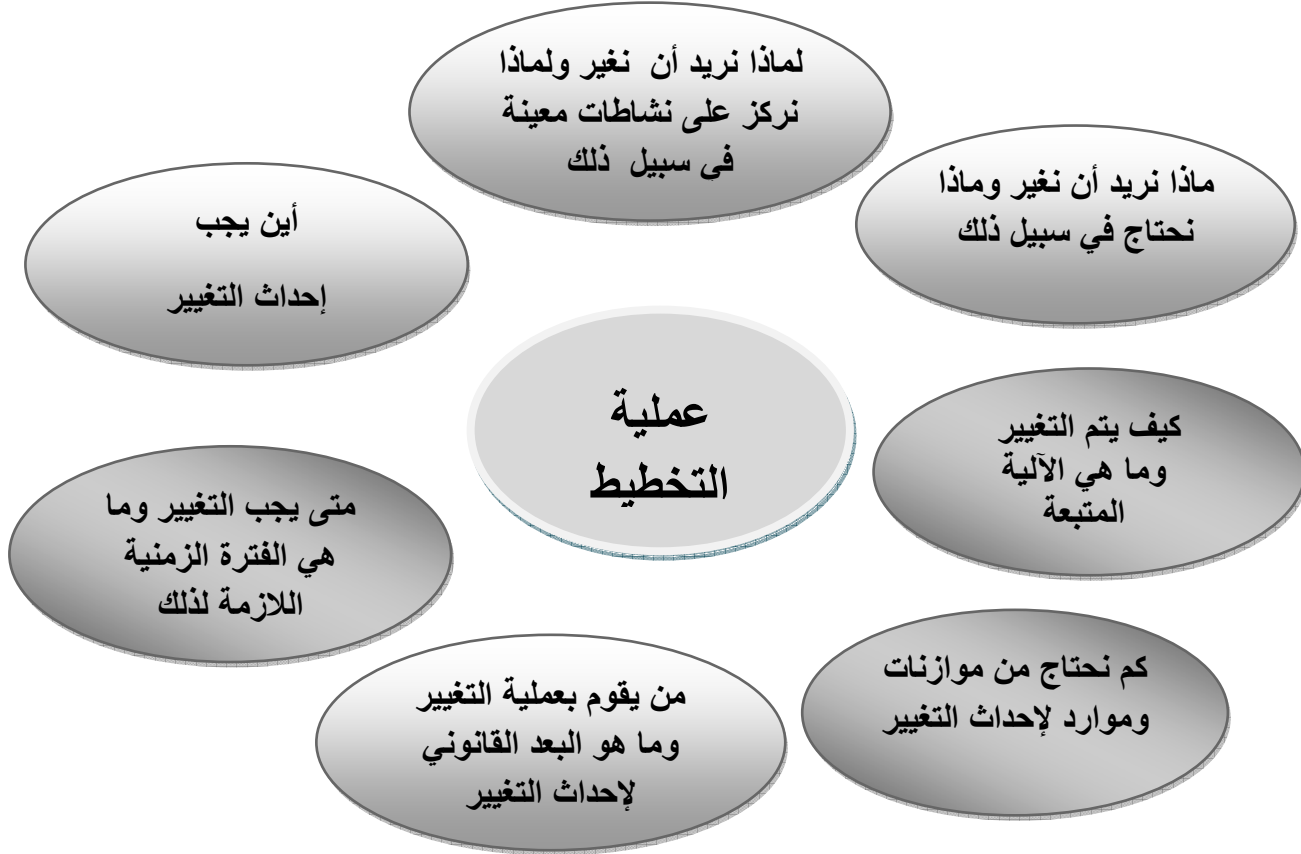 لماذا نريد أن نغير ولماذا
نركز على نشاطات معينة
في سبيل ذلك
ماذا نريد أن نغير وماذا
نحتاج في سبيل ذلك
أين يجب
إحداث التغيير
عملية
التخطيط
كيف يتم التغيير
وما هي الآلية
المتبعة
متى يجب التغيير وما
هي الفترة الزمنية
اللازمة لذلك
كم نحتاج من موازنات
وموارد لإحداث التغيير
من يقوم بعملية التغيير
وما هو البعد القانوني
لإحداث التغيير